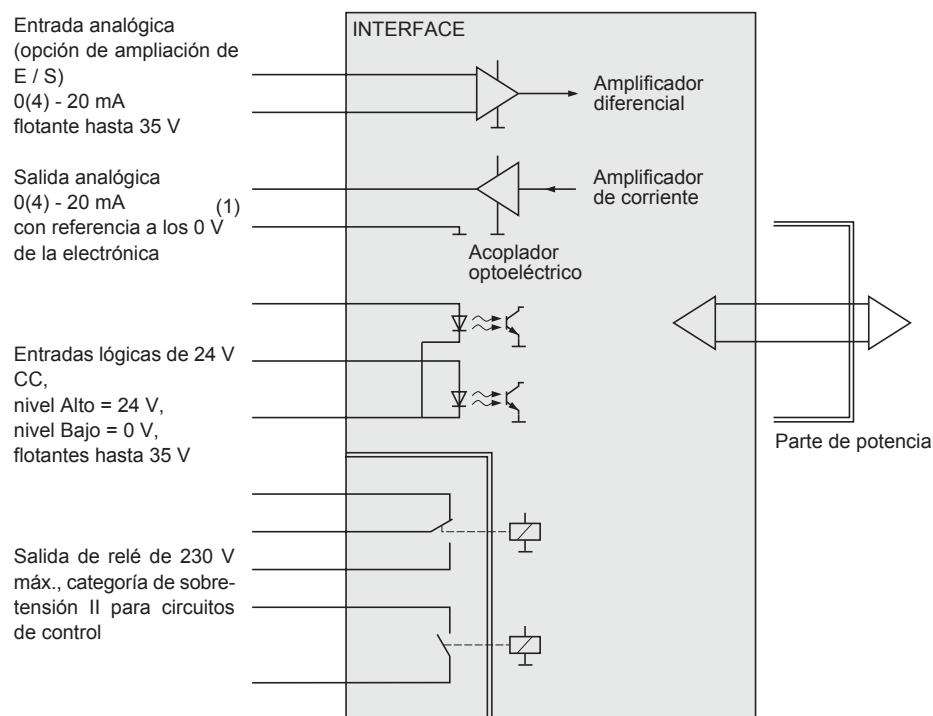 Entrada analógica
(opción de ampliación de
E / S)
0(4) - 20 mA
flotante hasta 35 V
INTERFACE
Amplificador
diferencial
Salida analógica
0(4) - 20 mA
(1)
con referencia a los 0 V
de la electrónica
Amplificador
de corriente
Acoplador
optoeléctrico
Entradas lógicas de 24 V
CC,
nivel Alto = 24 V,
nivel Bajo = 0 V,
flotantes hasta 35 V
Parte de potencia
Salida de relé de 230 V
máx., categoría de sobre-
tensión II para circuitos
de control